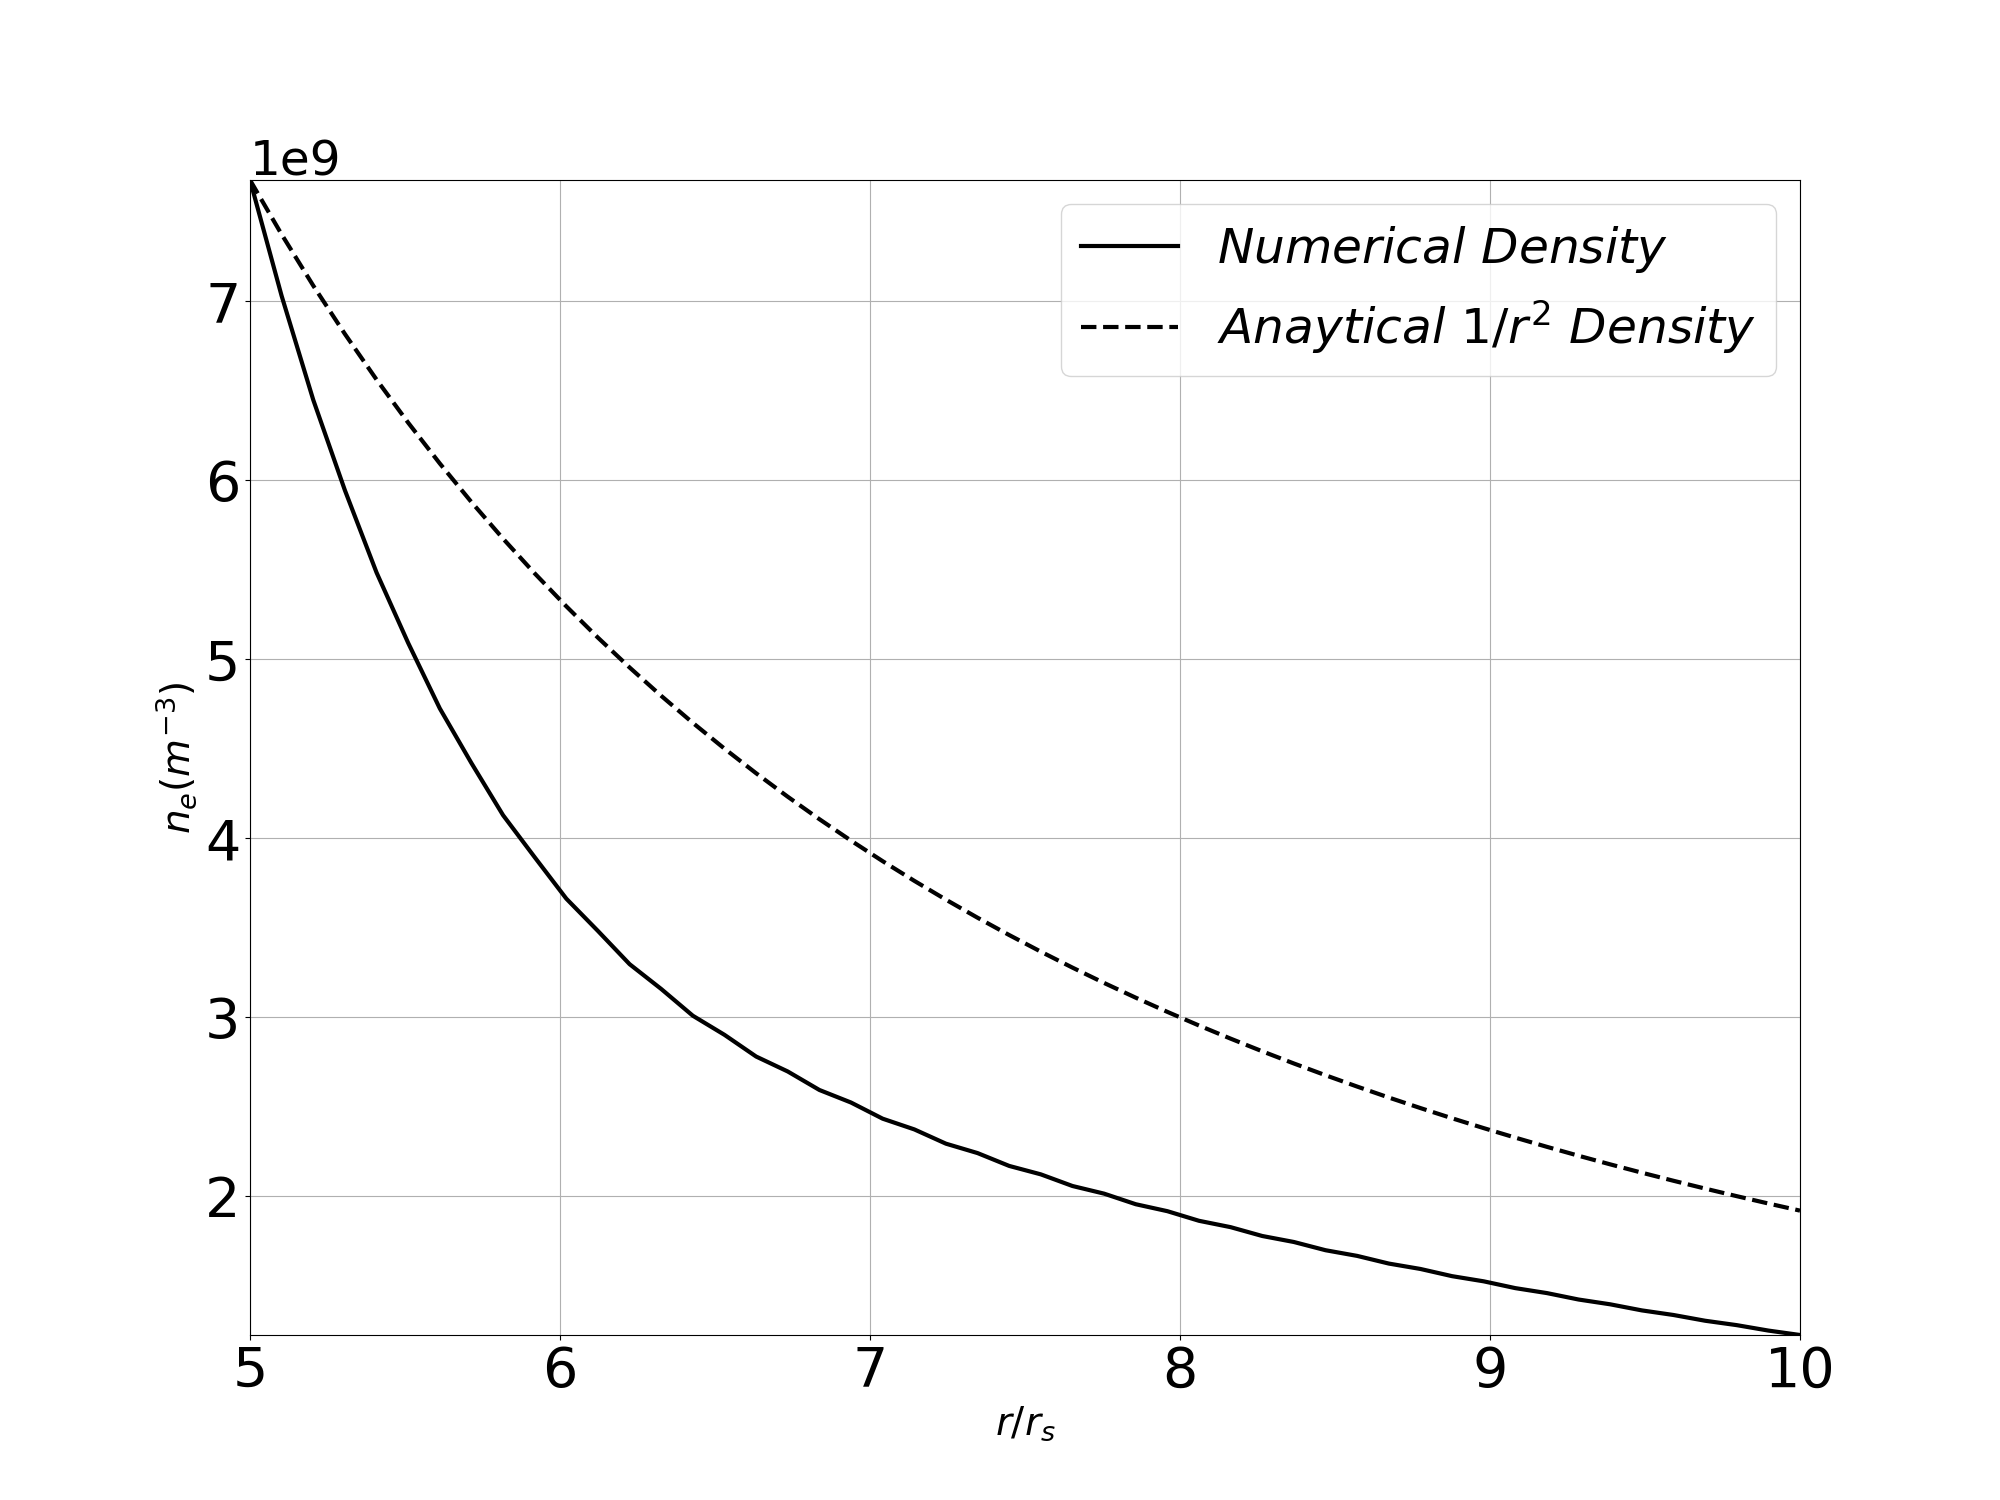 1e9
Numerical Density
Anaytical 1/r² Density
7
6
5
4
3
2
nₑ(m⁻³)
5 6 7 8 9 10
r/rₛ